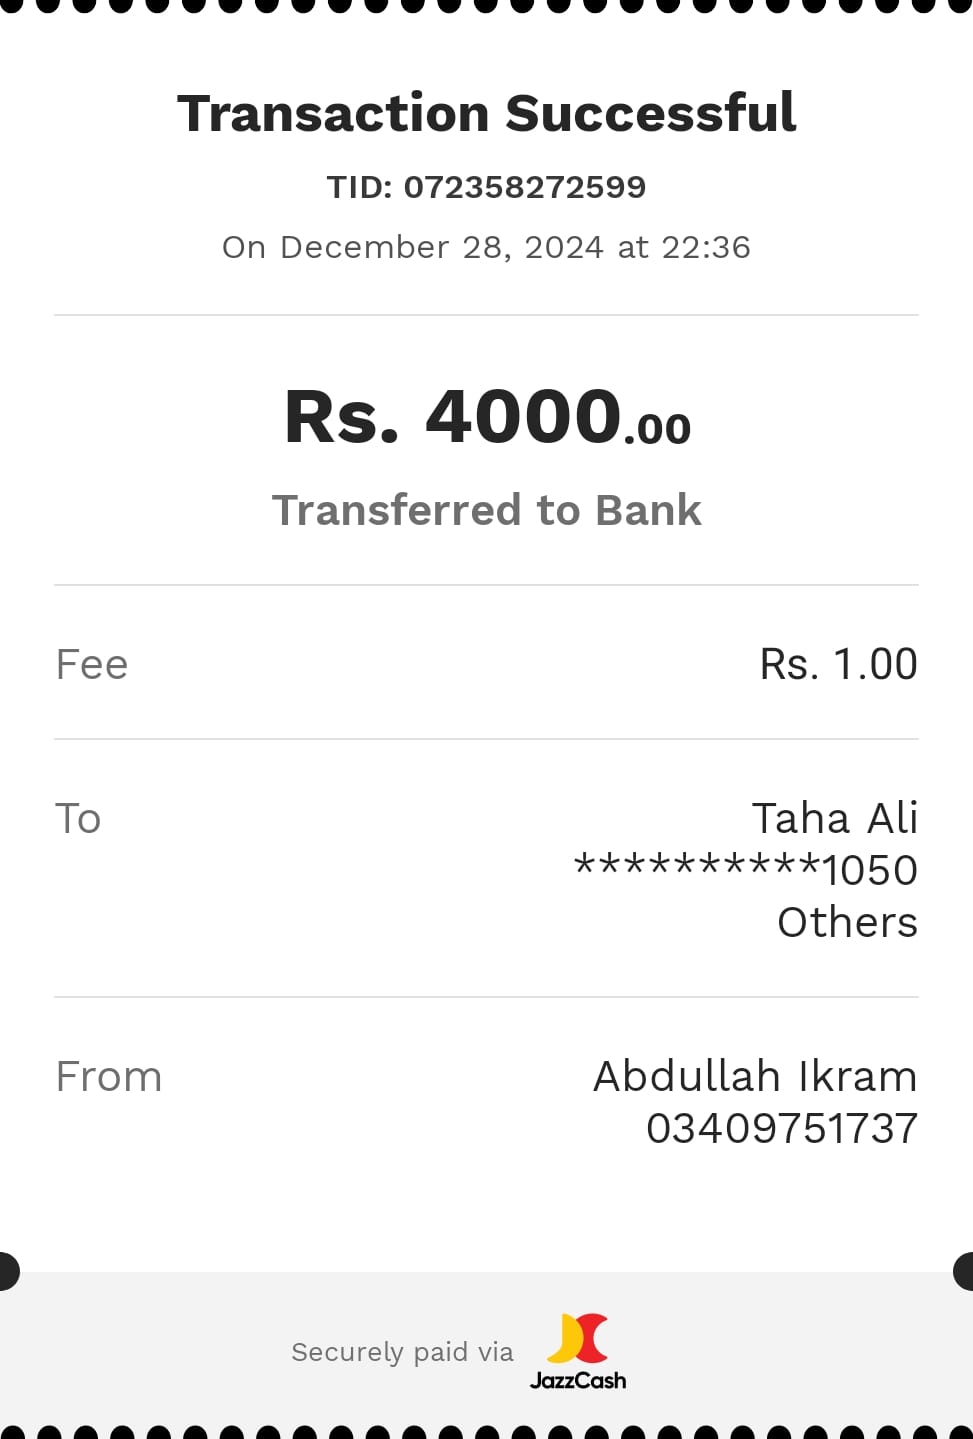 Transaction Successful
TID: 072358272599
On December 28, 2024 at 22:36
Rs. 4000.00
Transferred to Bank
Fee Rs. 1.00
To Taha Ali
**********1050
Others
From Abdullah Ikram
03409751737
Securely paid via JazzCash